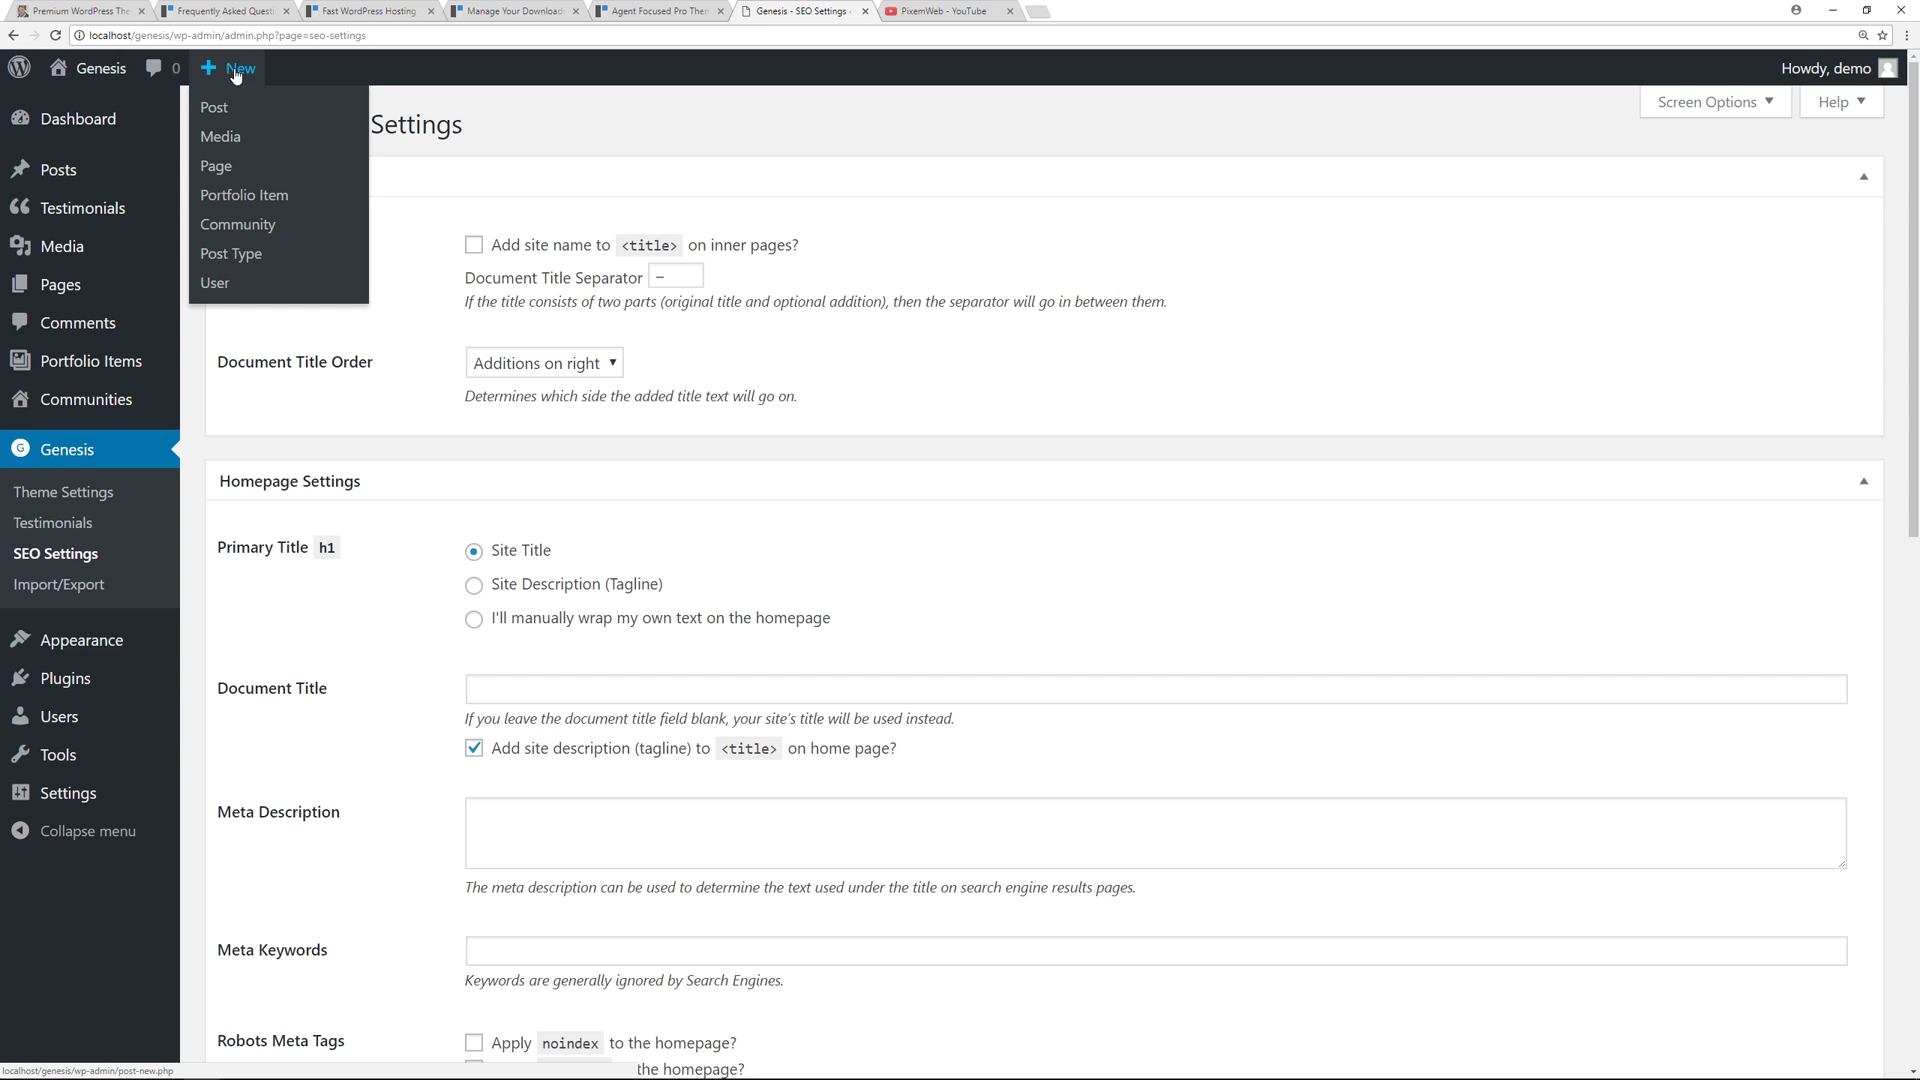 Premium WordPress The
Frequently Asked Questi
Fast WordPress Hosting
Manage Your Download
Agent Focused Pro Them
Genesis - SEO Settings
PixemWeb - YouTube
localhost/genesis/wp-admin/admin.php?page=seo-settings
Genesis
0
+ New
Howdy, demo
Post
Media
Page
Portfolio Item
Community
Post Type
User
Screen Options
Help
Settings
Dashboard
Posts
Testimonials
Media
Pages
Comments
Portfolio Items
Communities
Genesis
Theme Settings
Testimonials
SEO Settings
Import/Export
Appearance
Plugins
Users
Tools
Settings
Collapse menu
Add site name to <title> on inner pages?
Document Title Separator –
If the title consists of two parts (original title and optional addition), then the separator will go in between them.
Document Title Order
Additions on right
Determines which side the added title text will go on.
Homepage Settings
Primary Title h1
Site Title
Site Description (Tagline)
I'll manually wrap my own text on the homepage
Document Title
If you leave the document title field blank, your site's title will be used instead.
Add site description (tagline) to <title> on home page?
Meta Description
The meta description can be used to determine the text used under the title on search engine results pages.
Meta Keywords
Keywords are generally ignored by Search Engines.
Robots Meta Tags
Apply noindex to the homepage?
the homepage?
localhost/genesis/wp-admin/post-new.php